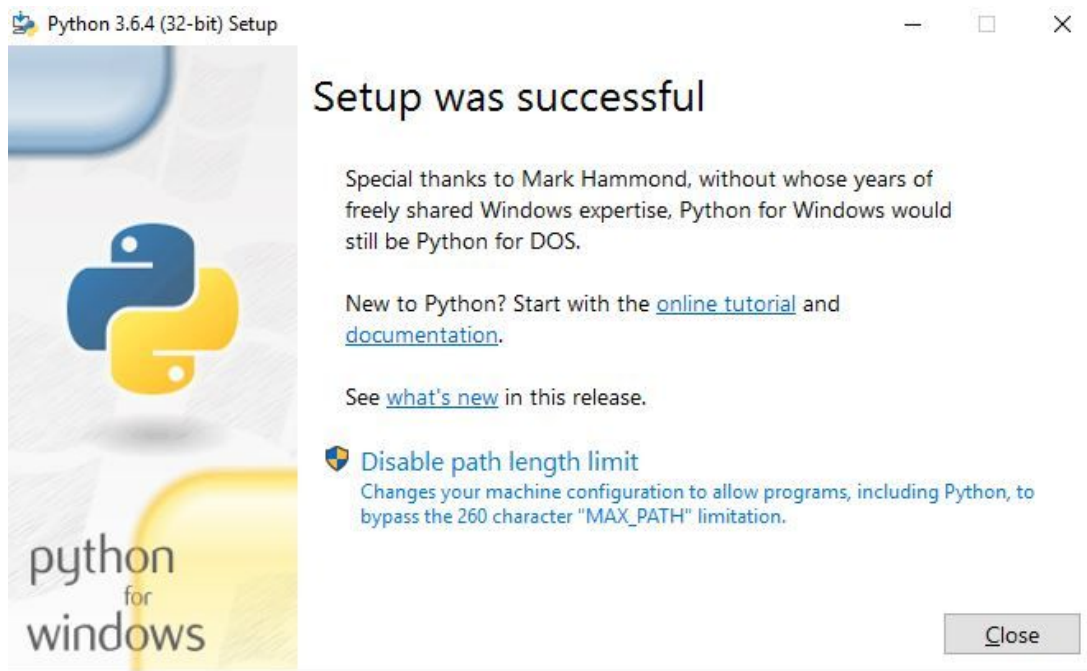 Python 3.6.4 (32-bit) Setup
Setup was successful
Special thanks to Mark Hammond, without whose years of
freely shared Windows expertise, Python for Windows would
still be Python for DOS.
New to Python? Start with the online tutorial and
documentation.
See what's new in this release.
Disable path length limit
Changes your machine configuration to allow programs, including Python, to
bypass the 260 character "MAX_PATH" limitation.
python
for
windows
Close